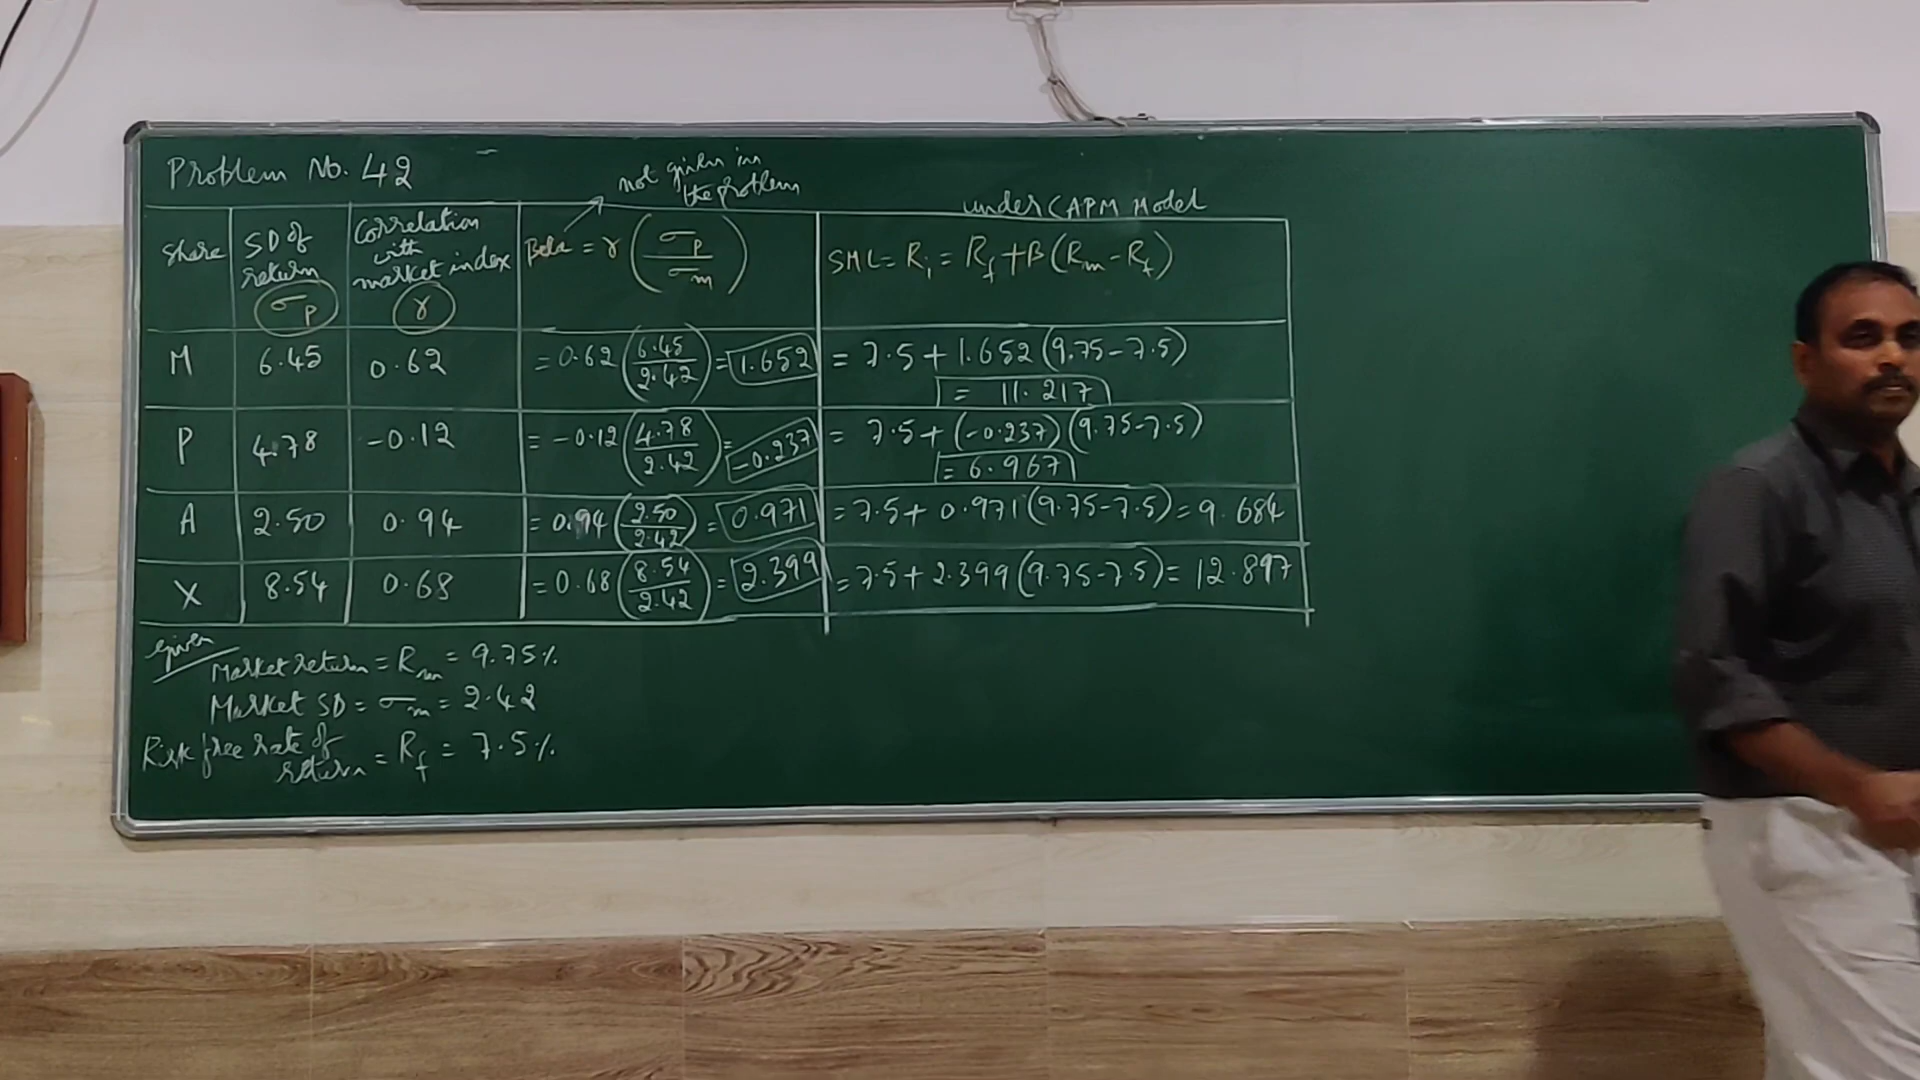 Problem No. 42
not given in
the problem
under CAPM Model
Share
SD of
return
σp
Correlation
with
market index
r
Beta = r (σp/σm)
SML = Ri = Rf + β (Rm - Rf)
M 6.45 0.62 = 0.62 (6.45/2.42) = 1.652 = 7.5 + 1.652 (9.75 - 7.5)
= 11.217
P 4.78 -0.12 = -0.12 (4.78/2.42) = -0.237 = 7.5 + (-0.237) (9.75-7.5)
= 6.967
A 2.50 0.94 = 0.94 (2.50/2.42) = 0.971 = 7.5 + 0.971 (9.75-7.5) = 9.684
X 8.54 0.68 = 0.68 (8.54/2.42) = 2.399 = 7.5 + 2.399 (9.75-7.5) = 12.897
given
Market return = Rm = 9.75%
Market SD = σm = 2.42
Risk free rate of
return = Rf = 7.5%